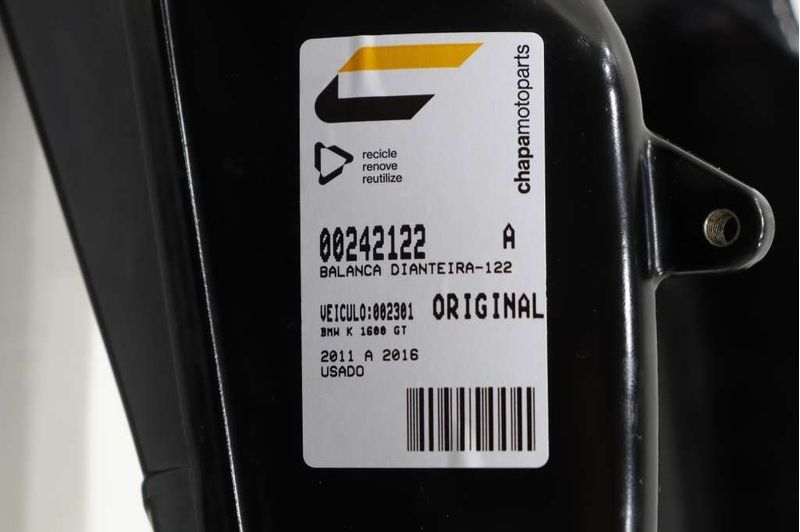 chapamotoparts
recicle
renove
reutilize
00242122 A
BALANCA DIANTEIRA-122
VEICULO:002301 ORIGINAL
BMW K 1600 GT
2011 A 2016
USADO